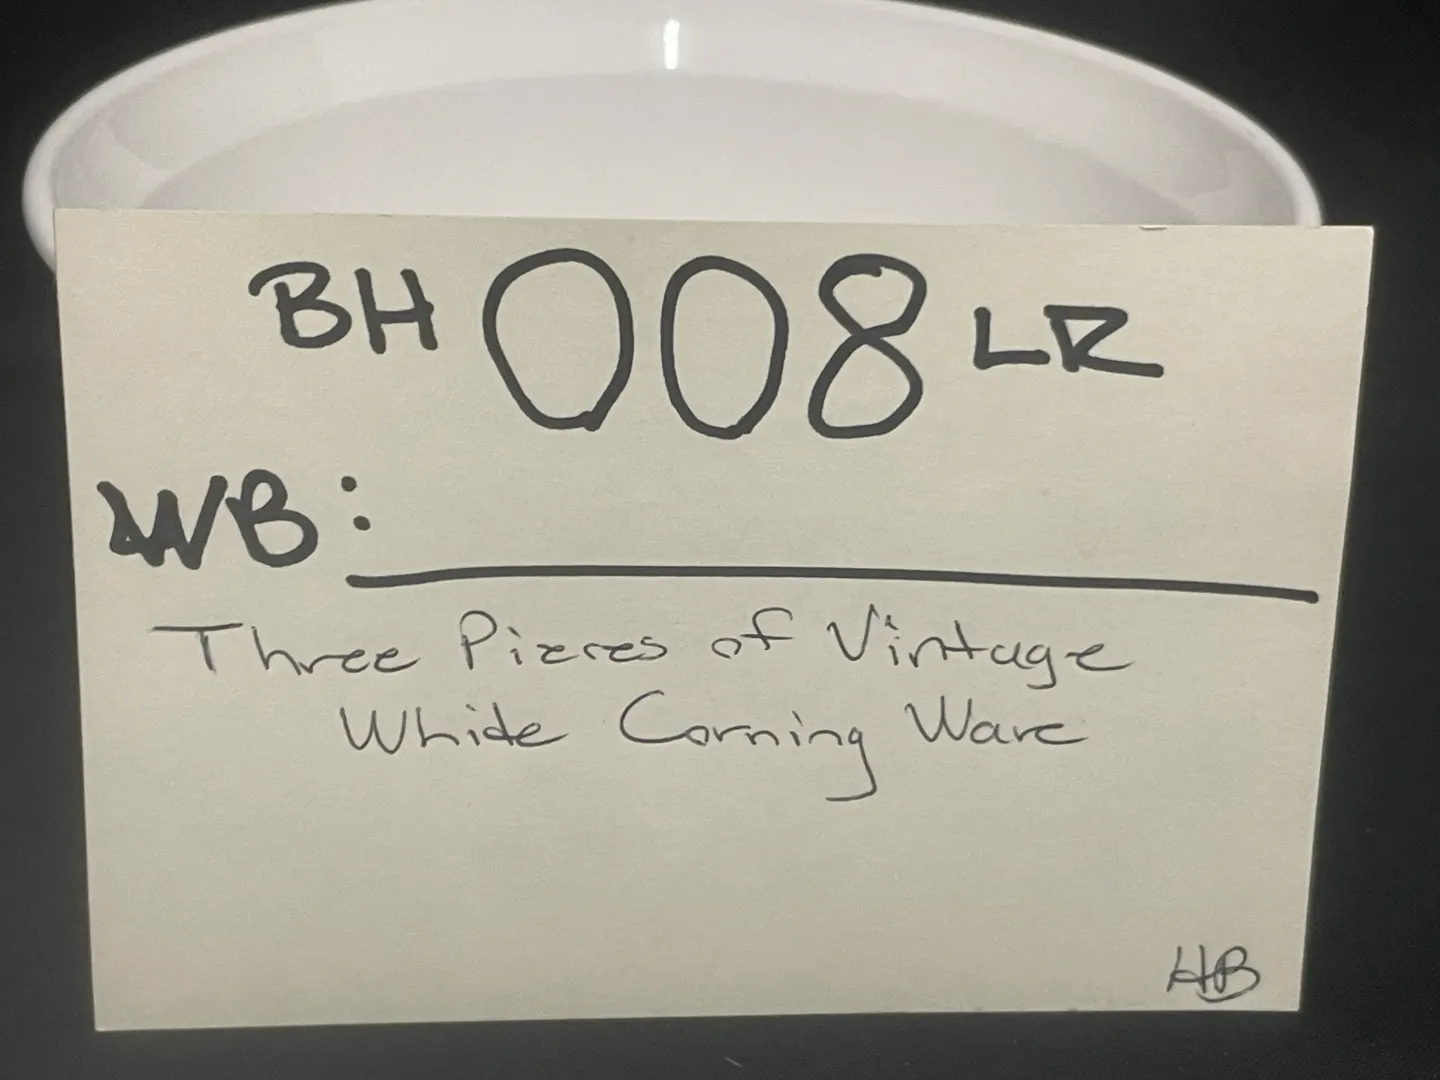 BH 008 LR
WB:
Three Pieces of Vintage
White Corning Ware
HB